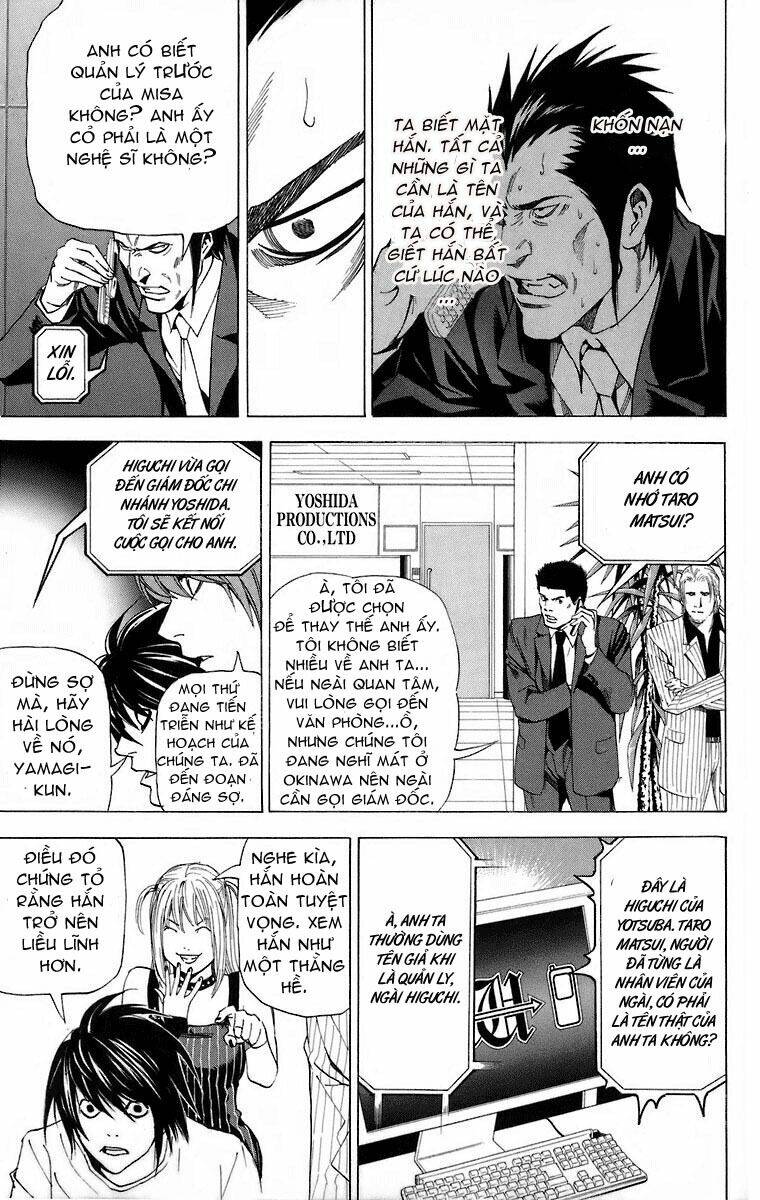 KHỐN NẠN
...
TA BIẾT MẶT
HẮN. TẤT CẢ
NHỮNG GÌ TA
CẦN LÀ TÊN
CỦA HẮN, VÀ
TA CÓ THỂ
GIẾT HẮN BẤT
CỨ LÚC NÀO
...
ANH CÓ BIẾT
QUẢN LÝ TRƯỚC
CỦA MISA
KHÔNG? ANH ẤY
CỎ PHẢI LÀ MỘT
NGHỆ SĨ KHÔNG?
XIN
LỖI.
ANH CÓ
NHỚ TARO
MATSUI?
YOSHIDA
PRODUCTIONS
CO.,LTD
À, TÔI ĐÃ
ĐƯỢC CHỌN
ĐỂ THAY THẾ ANH ẤY.
TÔI KHÔNG BIẾT
NHIỀU VỀ ANH TA...
NẾU NGÀI QUAN TÂM,
VUI LÒNG GỌI ĐẾN
VĂN PHÒNG...Ồ,
NHƯNG CHÚNG TÔI
ĐANG NGHĨ MÁT Ở
OKINAWA NÊN NGÀI
CẦN GỌI GIÁM ĐỐC.
HIGUCHI VỪA GỌI
ĐẾN GIÁM ĐỐC CHI
NHÁNH YOSHIDA.
TÔI SẼ KẾT NỐI
CUỘC GỌI CHO ANH.
MỌI THỨ
ĐANG TIẾN
TRIỄN NHƯ KẾ
HOẠCH CỦA
CHÚNG TA. ĐÃ
ĐẾN ĐOẠN
ĐÁNG SỢ.
ĐỪNG SỢ
MÀ, HÃY
HÀI LÒNG
VỀ NÓ,
YAMAGI-
KUN.
ĐÂY LÀ
HIGUCHI CỦA
YOTSUBA. TARO
MATSUI, NGƯỜI
ĐÃ TỪNG LÀ
NHÂN VIÊN CỦA
NGÀI, CÓ PHẢI
LÀ TÊN THẬT CỦA
ANH TA KHÔNG?
À, ANH TA
THƯỜNG DÙNG
TÊN GIẢ KHI
LÀ QUẢN LY,
NGÀI HIGUCHI.
NGHE KÌA,
HẮN HOÀN
TOÀN TUYỆT
VỌNG. XEM
HẮN NHƯ
MỘT THẰNG
HỀ.
ĐIỀU ĐÓ
CHỨNG TỎ
RẰNG HẮN
TRỞ NÊN
LIỀU LĨNH
HƠN.